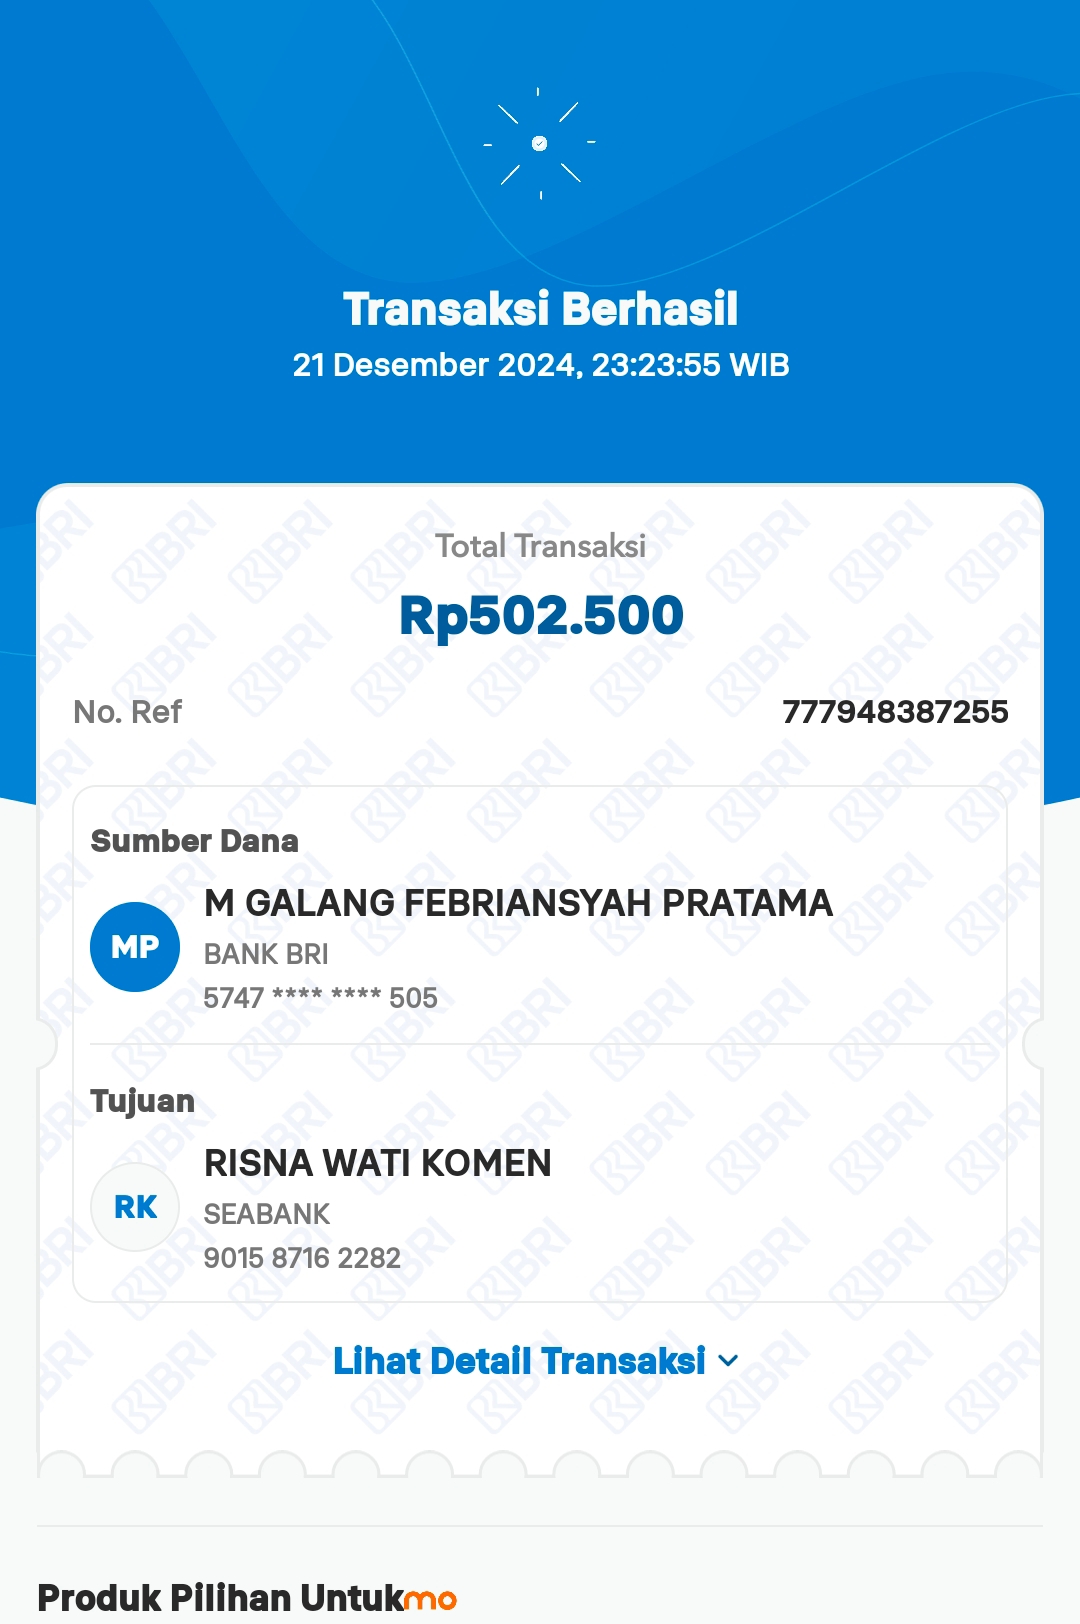 Transaksi Berhasil
21 Desember 2024, 23:23:55 WIB
Total Transaksi
Rp502.500
No. Ref
777948387255
Sumber Dana
MP
M GALANG FEBRIANSYAH PRATAMA
BANK BRI
5747 **** **** 505
Tujuan
RK
RISNA WATI KOMEN
SEABANK
9015 8716 2282
Lihat Detail Transaksi
Produk Pilihan Untukmo